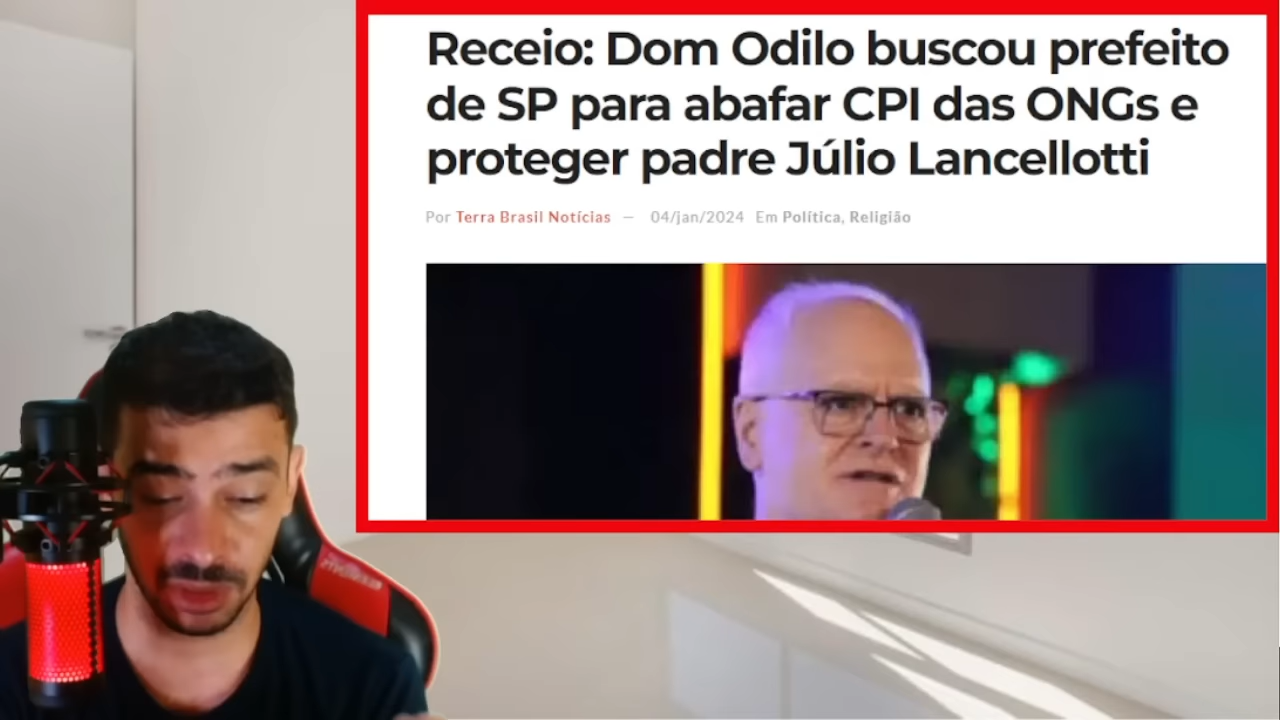 Receio: Dom Odilo buscou prefeito
de SP para abafar CPI das ONGs e
proteger padre Júlio Lancellotti
Por Terra Brasil Notícias — 04/jan/2024 Em Política, Religião